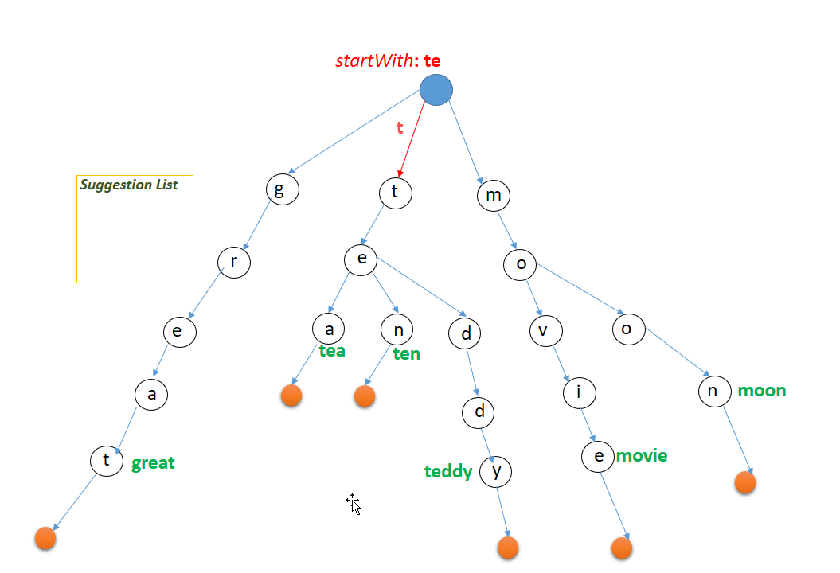 startWith: te
t
Suggestion List
g
t
m
r
e
o
e
a
n
d
v
o
tea
ten
a
d
i
n
moon
t
great
teddy
y
e
movie